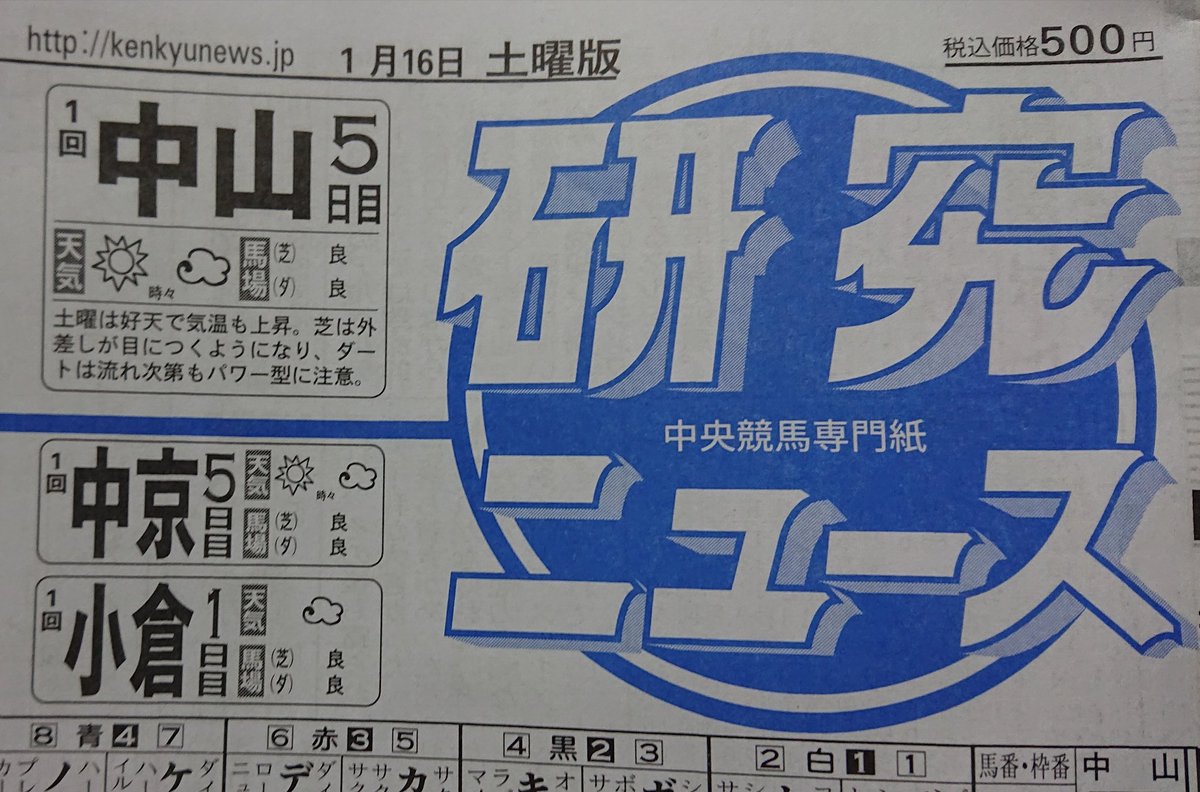 http://kenkyunews.jp
1月16日 土曜版
税込価格500円
1回 中山 5日目
天気 時々 馬場 (芝) 良
(ダ) 良
土曜は好天で気温も上昇。芝は外
差しが目につくようになり、ダー
トは流れ次第もパワー型に注意。
研究
中央競馬専門紙
ニュース
1回 中京 5日目 天気 時々
馬場 (芝) 良
(ダ) 良
1回 小倉 1日目 天気
馬場 (芝) 良
(ダ) 良
8 青 4 7
6 赤 3 5
4 黒 2 3
2 白 1 1
馬番・枠番
中山